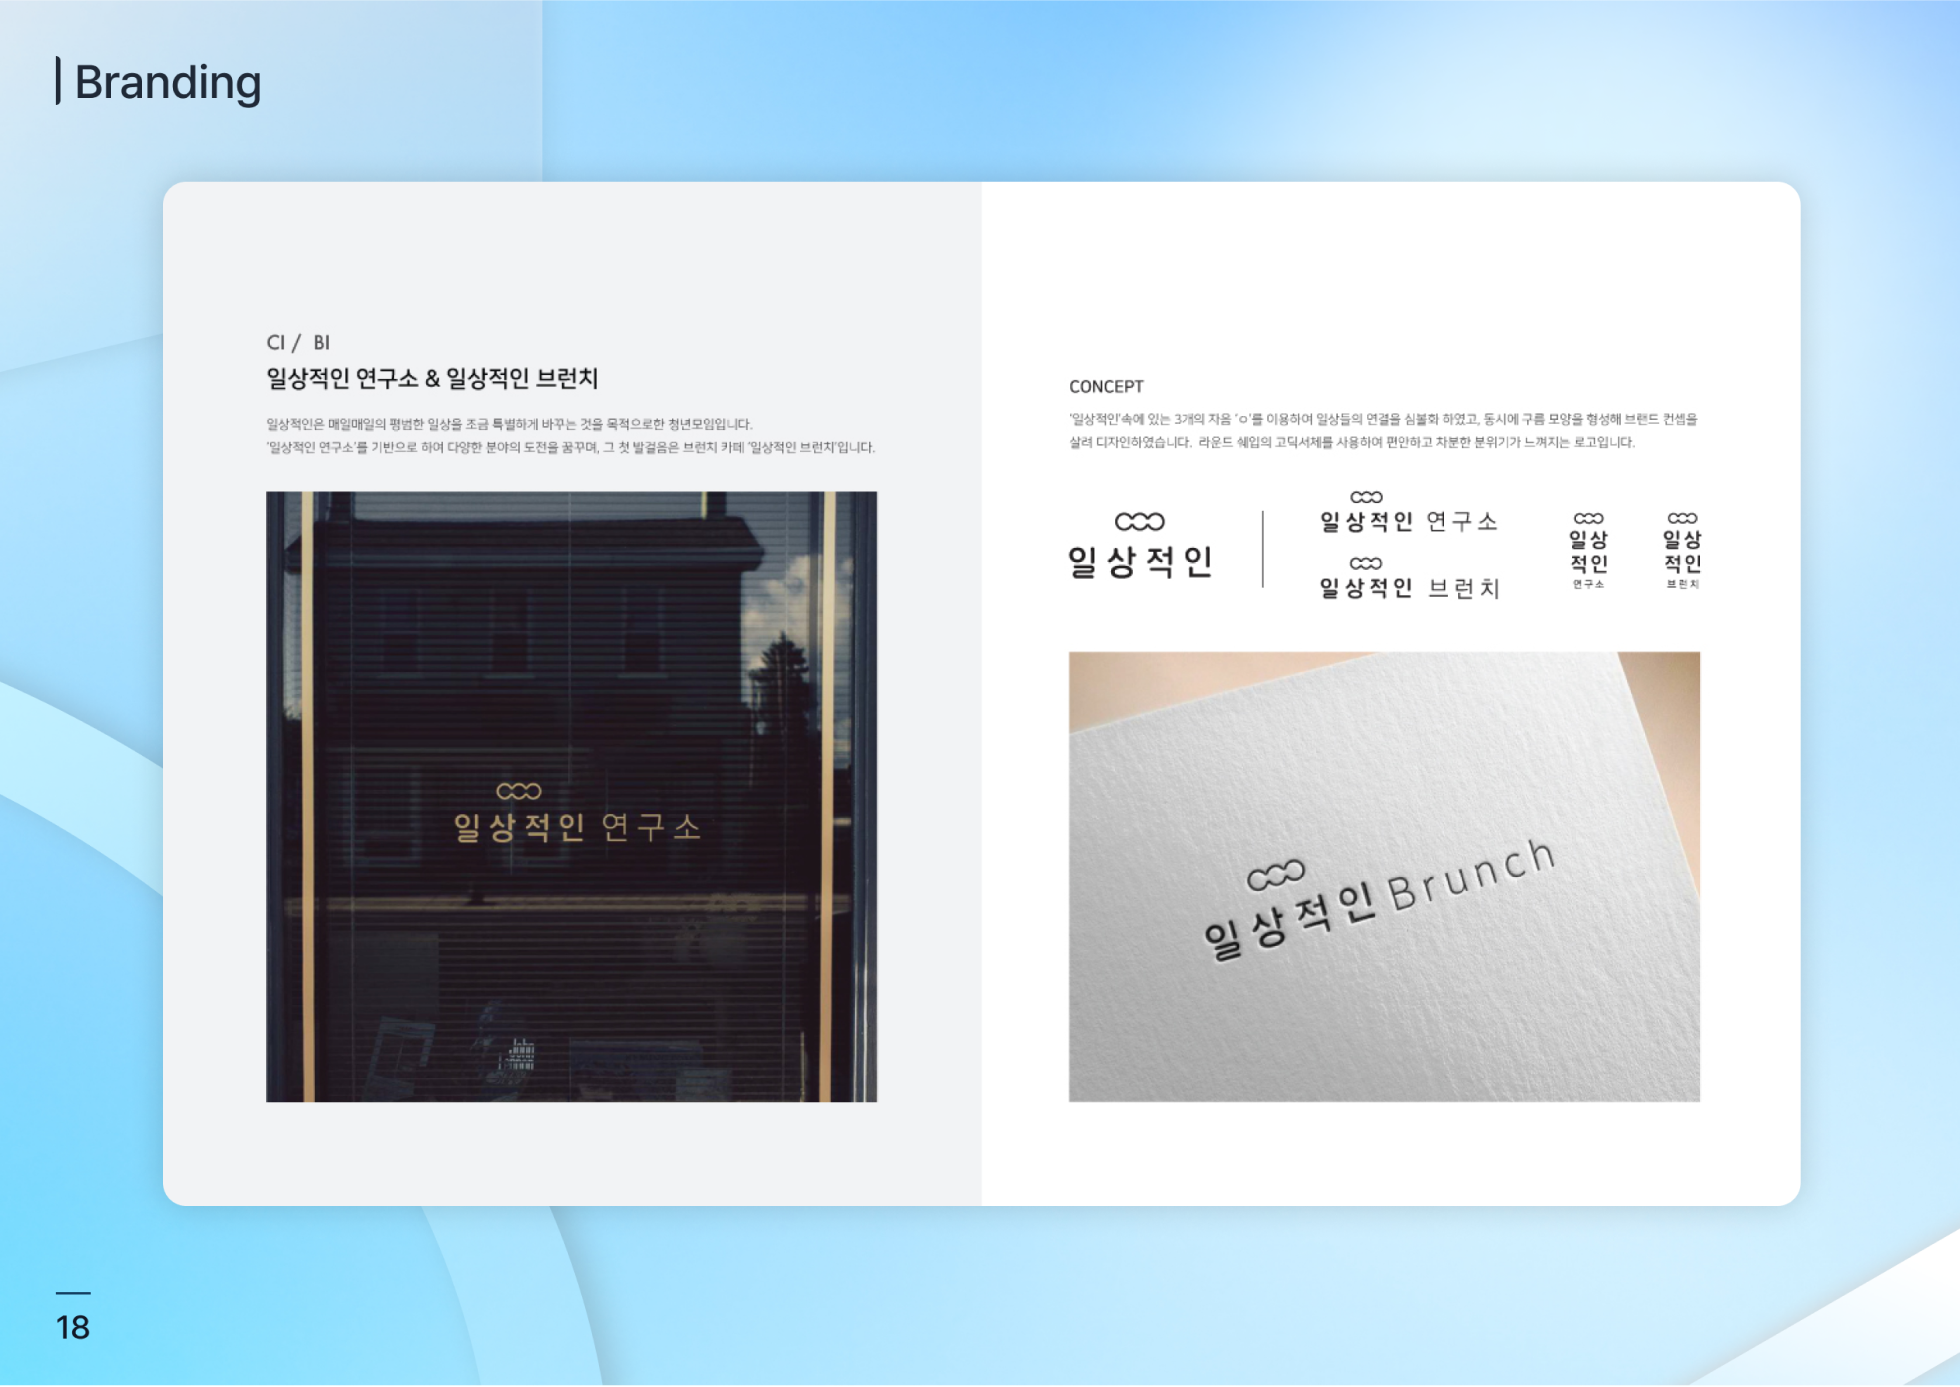 Branding
CI / BI
일상적인 연구소 & 일상적인 브런치
일상적인은 매일매일의 평범한 일상을 조금 특별하게 바꾸는 것을 목적으로한 청년모임입니다.
'일상적인 연구소'를 기반으로 하여 다양한 분야의 도전을 꿈꾸며, 그 첫 발걸음은 브런치 카페 '일상적인 브런치'입니다.
일상적인 연구소
CONCEPT
'일상적인'속에 있는 3개의 자음 'ㅇ'를 이용하여 일상들의 연결을 심볼화 하였고, 동시에 구름 모양을 형성해 브랜드 컨셉을
살려 디자인하였습니다. 라운드 쉐입의 고딕서체를 사용하여 편안하고 차분한 분위기가 느껴지는 로고입니다.
일상적인
일상적인 연구소
일상적인 브런치
일상
적인
연구소
일상
적인
브런치
일상적인 Brunch
18